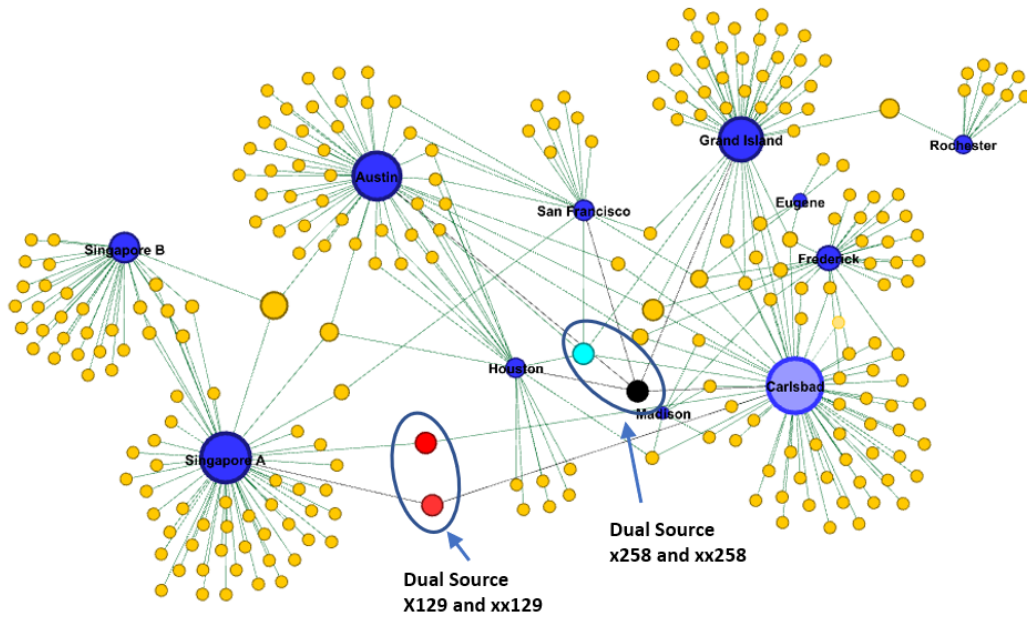 Grand Island
Rochester
Austin
San Francisco
Eugene
Singapore B
Frederick
Houston
Carlsbad
Madison
Singapore A
Dual Source
x258 and xx258
Dual Source
X129 and xx129